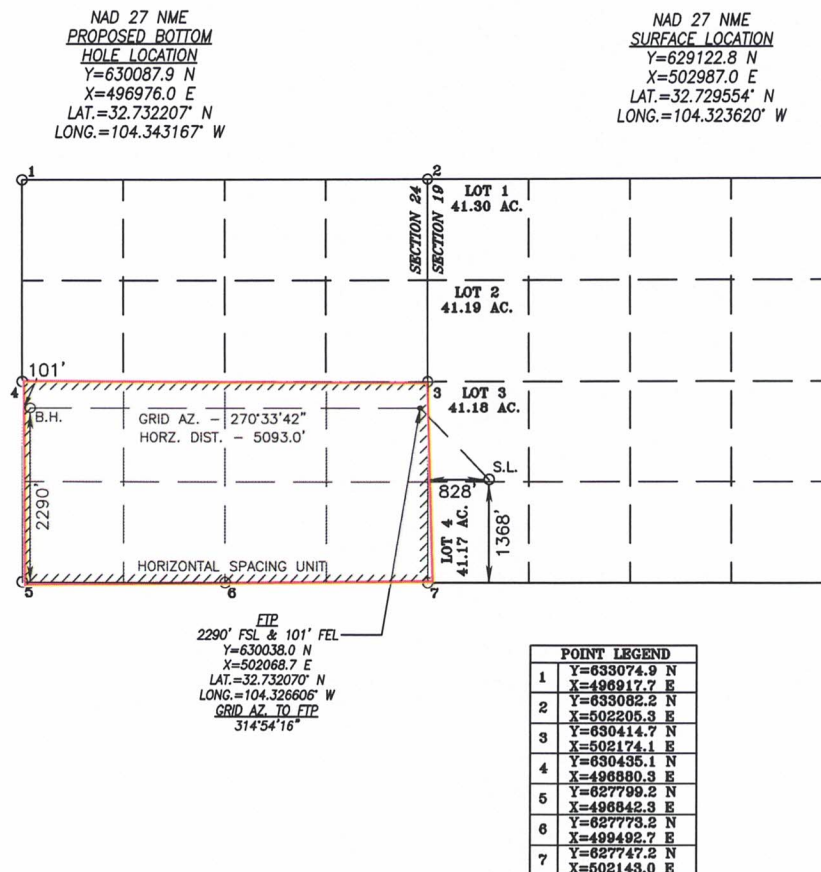 NAD 27 NME
PROPOSED BOTTOM
HOLE LOCATION
Y=630087.9 N
X=496976.0 E
LAT.=32.732207° N
LONG.=104.343167° W
NAD 27 NME
SURFACE LOCATION
Y=629122.8 N
X=502987.0 E
LAT.=32.729554° N
LONG.=104.323620° W
1
2
SECTION 24
SECTION 19
LOT 1
41.30 AC.
LOT 2
41.19 AC.
4
101'
3
LOT 3
41.18 AC.
B.H.
GRID AZ. - 270°33'42"
HORZ. DIST. - 5093.0'
S.L.
828'
2290'
LOT 4
41.17 AC.
1368'
HORIZONTAL SPACING UNIT
5
6
7
FTP
2290' FSL & 101' FEL
Y=630038.0 N
X=502068.7 E
LAT.=32.732070° N
LONG.=104.326606° W
GRID AZ. TO FTP
314°54'16"
POINT LEGEND
1 Y=633074.9 N
X=496917.7 E
2 Y=633082.2 N
X=502205.3 E
3 Y=630414.7 N
X=502174.1 E
4 Y=630435.1 N
X=496880.3 E
5 Y=627799.2 N
X=496842.3 E
6 Y=627773.2 N
X=499492.7 E
7 Y=627747.2 N
X=502143.0 E